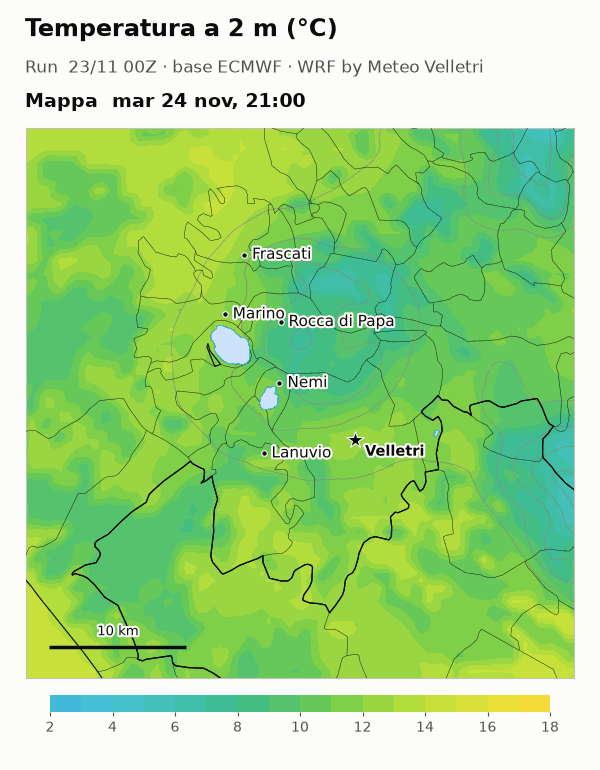 Temperatura a 2 m (°C)
Run  23/11 00Z · base ECMWF · WRF by Meteo Velletri
Mappa  mar 24 nov, 21:00
Frascati
Marino
Rocca di Papa
Nemi
Velletri
Lanuvio
10 km
2 4 6 8 10 12 14 16 18